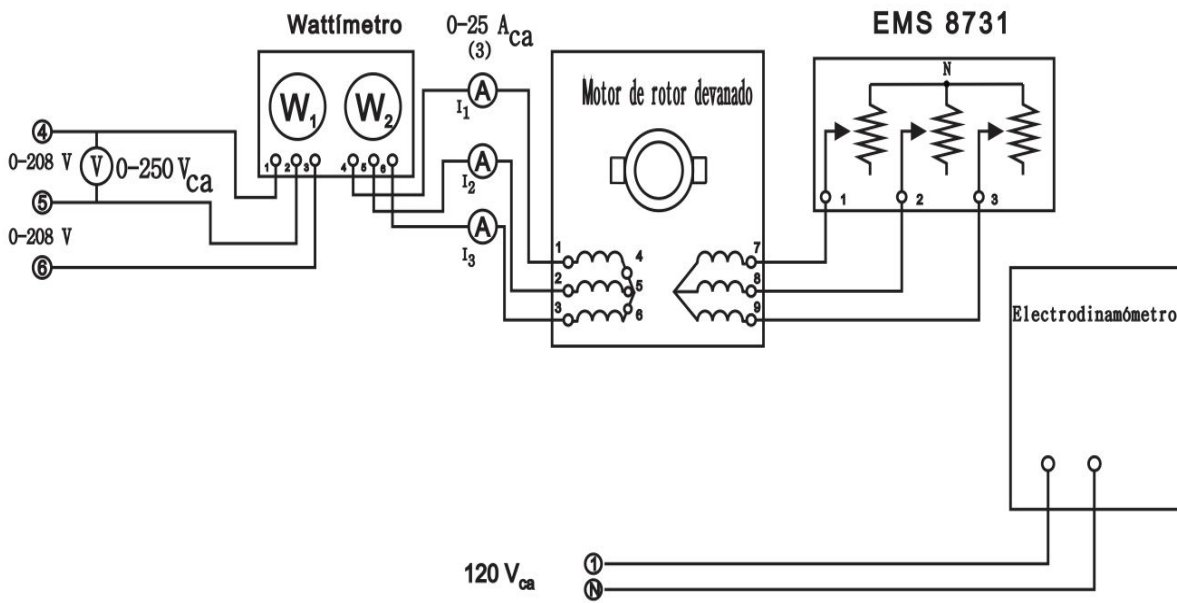 Wattímetro
0-25 Aca
(3)
EMS 8731
W1
W2
A
I1
Motor de rotor devanado
N
4
0-208 V
V
0-250 Vca
5
0-208 V
6
1 2 3 4 5 6
A
I2
A
I3
1 2 3
1
2
3
4
5
6
7
8
9
Electrodinamómetro
120 Vca
1
N